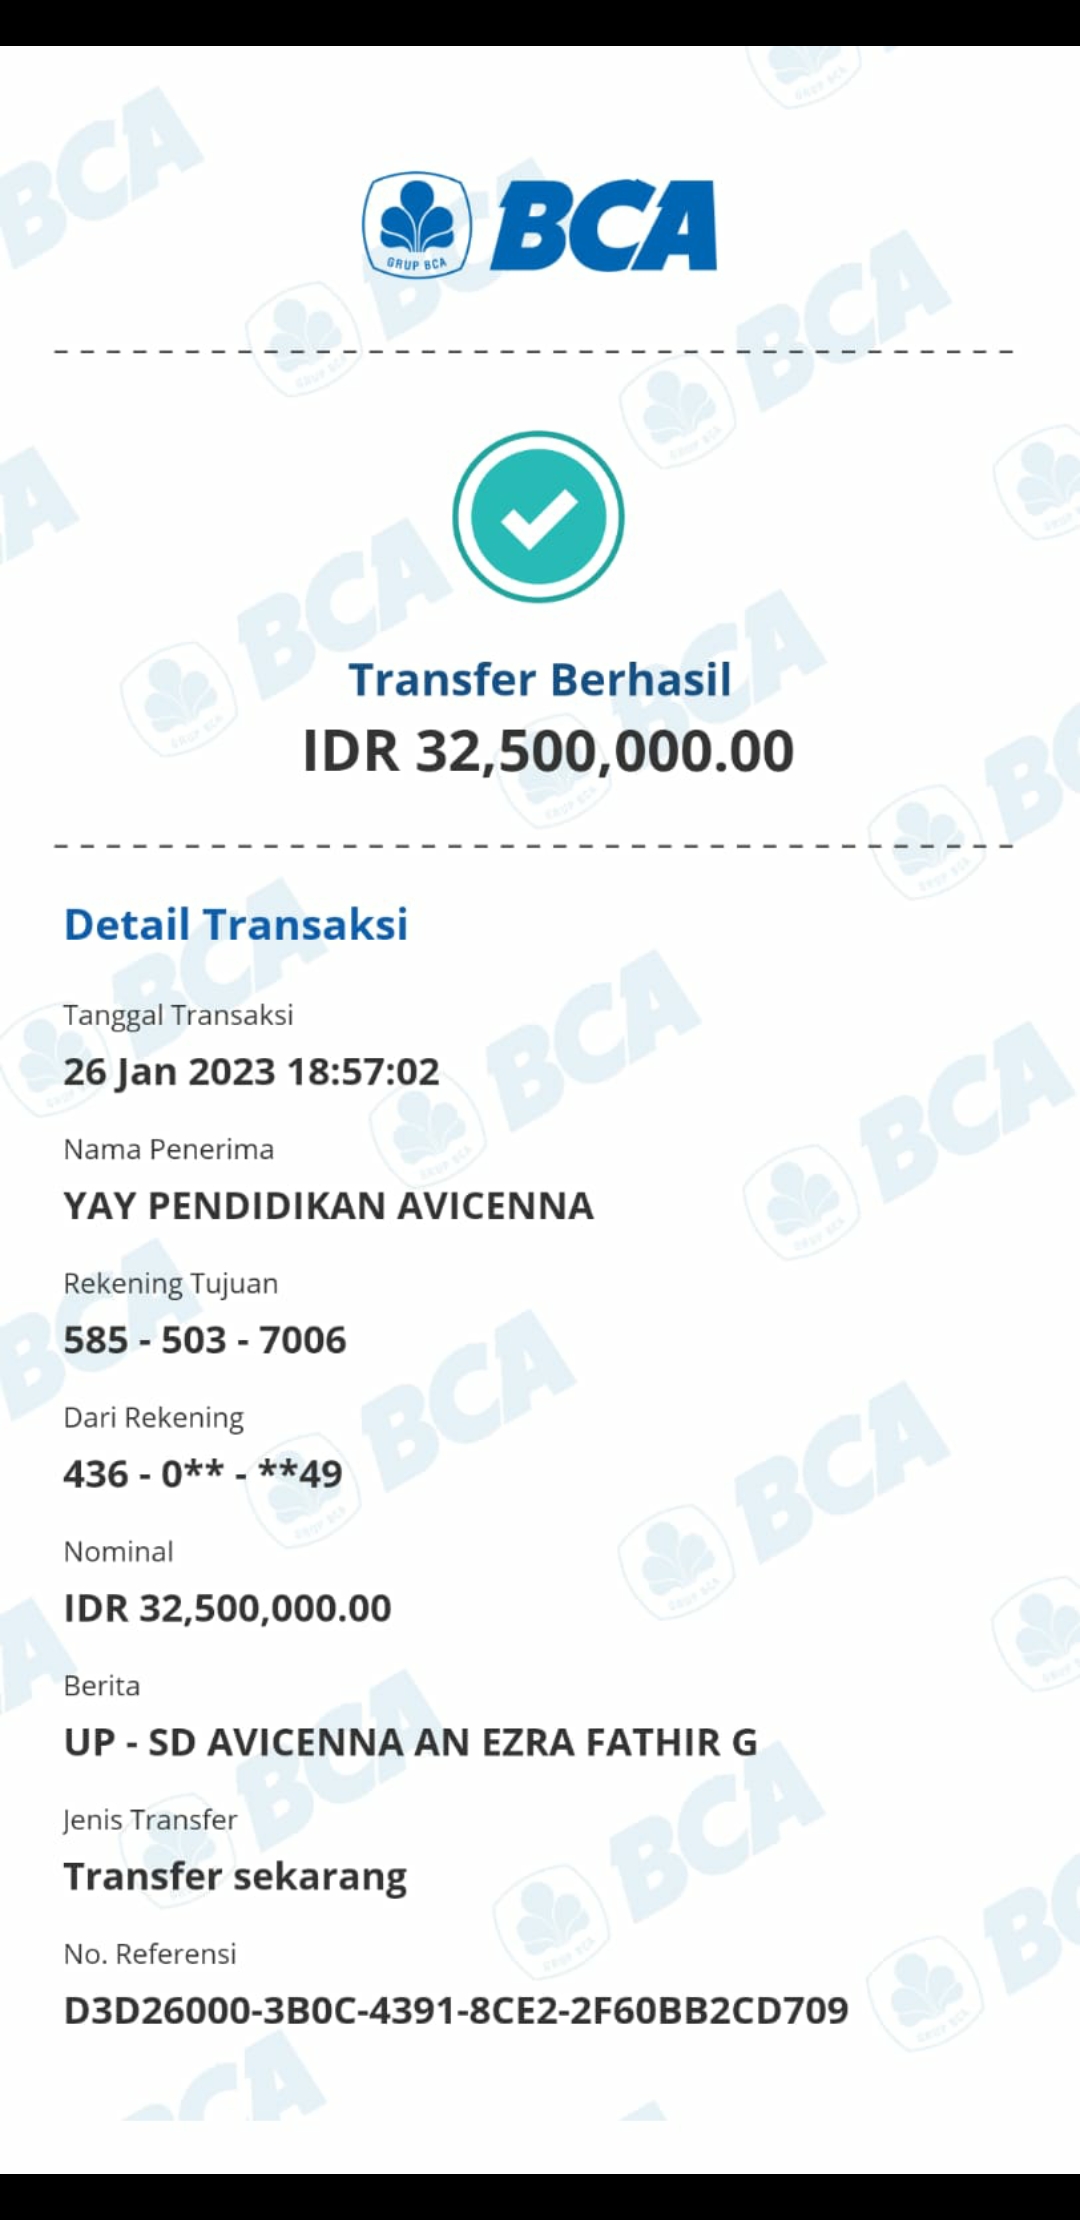 GRUP BCA
BCA
Transfer Berhasil
IDR 32,500,000.00
Detail Transaksi
Tanggal Transaksi
26 Jan 2023 18:57:02
Nama Penerima
YAY PENDIDIKAN AVICENNA
Rekening Tujuan
585 - 503 - 7006
Dari Rekening
436 - 0** - **49
Nominal
IDR 32,500,000.00
Berita
UP - SD AVICENNA AN EZRA FATHIR G
Jenis Transfer
Transfer sekarang
No. Referensi
D3D26000-3B0C-4391-8CE2-2F60BB2CD709